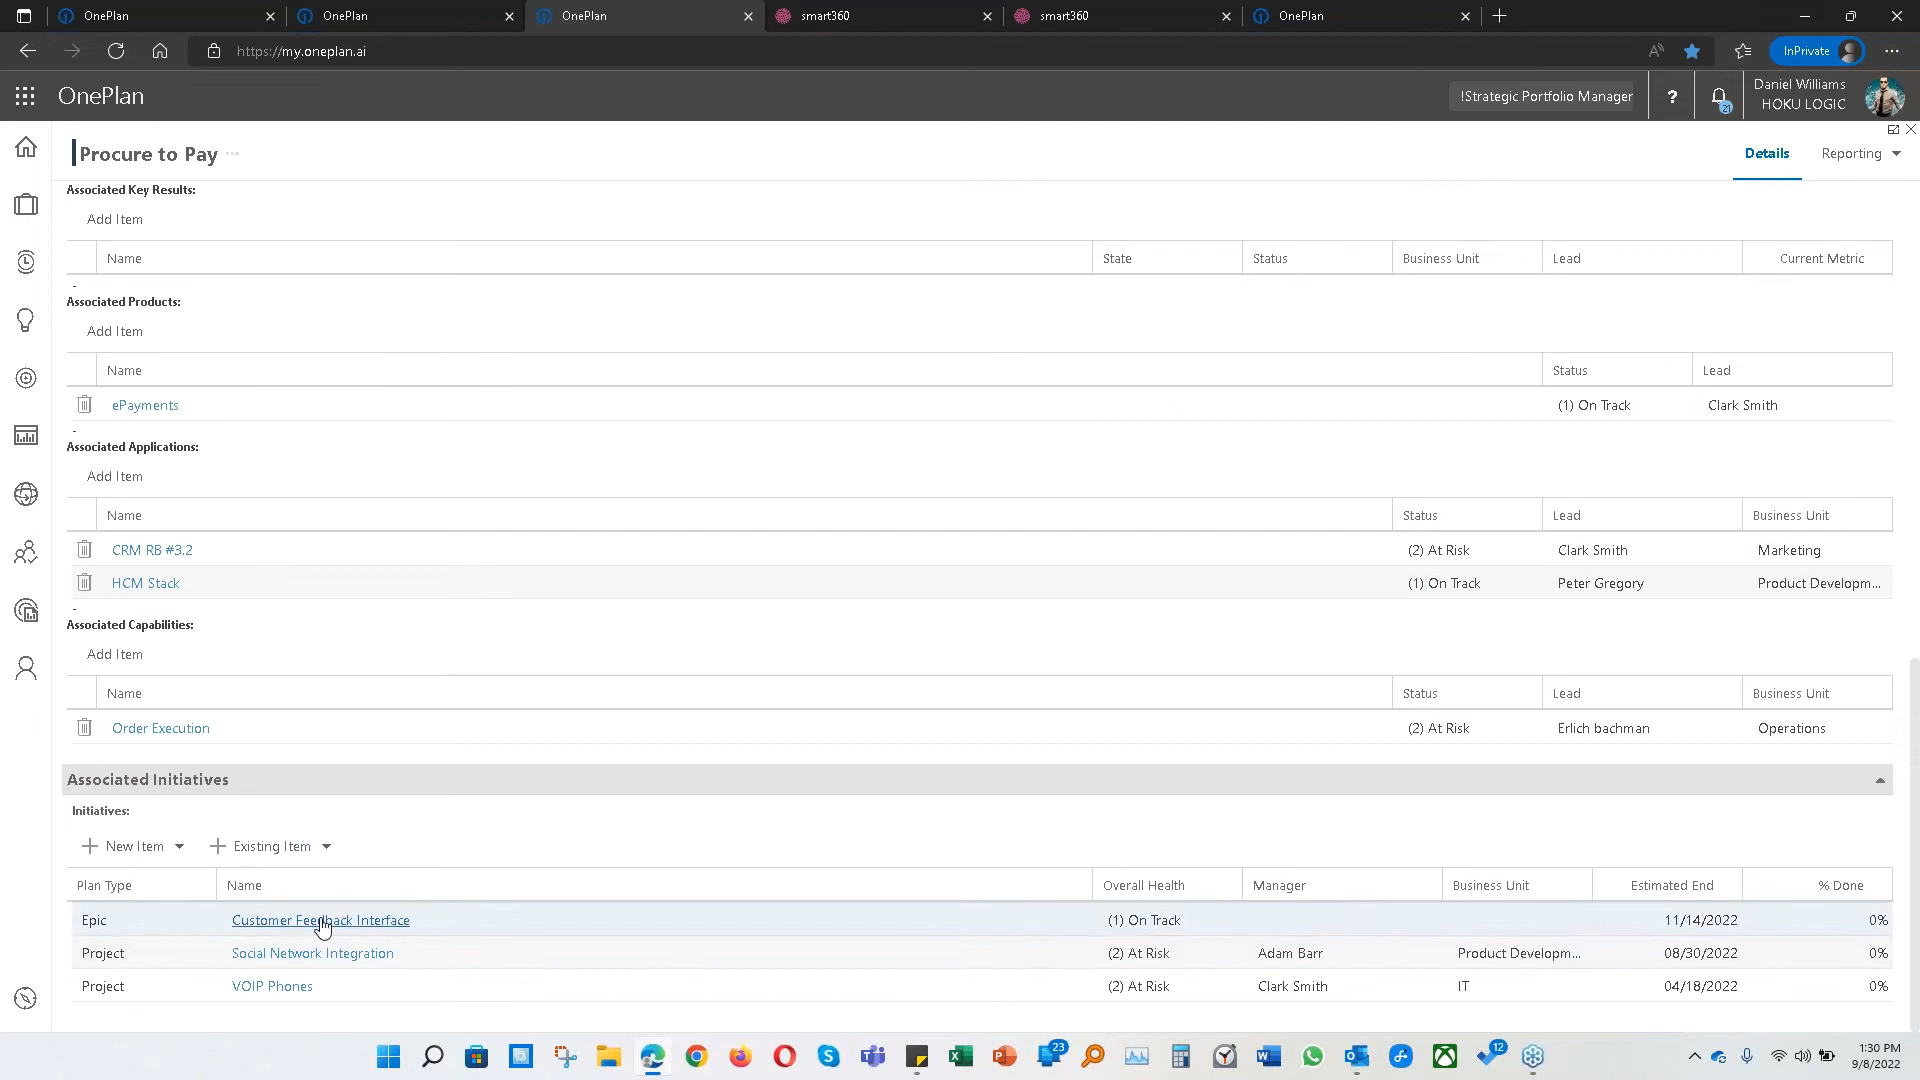 OnePlan
OnePlan
OnePlan
smart360
smart360
OnePlan
https://my.oneplan.ai
InPrivate
OnePlan
!Strategic Portfolio Manager
?
21
Daniel Williams
HOKU LOGIC
Procure to Pay ...
Details
Reporting
Associated Key Results:
Add Item
Name State Status Business Unit Lead Current Metric
-
Associated Products:
Add Item
Name Status Lead
ePayments (1) On Track Clark Smith
-
Associated Applications:
Add Item
Name Status Lead Business Unit
CRM RB #3.2 (2) At Risk Clark Smith Marketing
HCM Stack (1) On Track Peter Gregory Product Developm...
-
Associated Capabilities:
Add Item
Name Status Lead Business Unit
Order Execution (2) At Risk Erlich bachman Operations
Associated Initiatives
Initiatives:
New Item Existing Item
Plan Type Name Overall Health Manager Business Unit Estimated End % Done
Epic Customer Feedback Interface (1) On Track 11/14/2022 0%
Project Social Network Integration (2) At Risk Adam Barr Product Developm... 08/30/2022 0%
Project VOIP Phones (2) At Risk Clark Smith IT 04/18/2022 0%
23
12
1:30 PM
9/8/2022